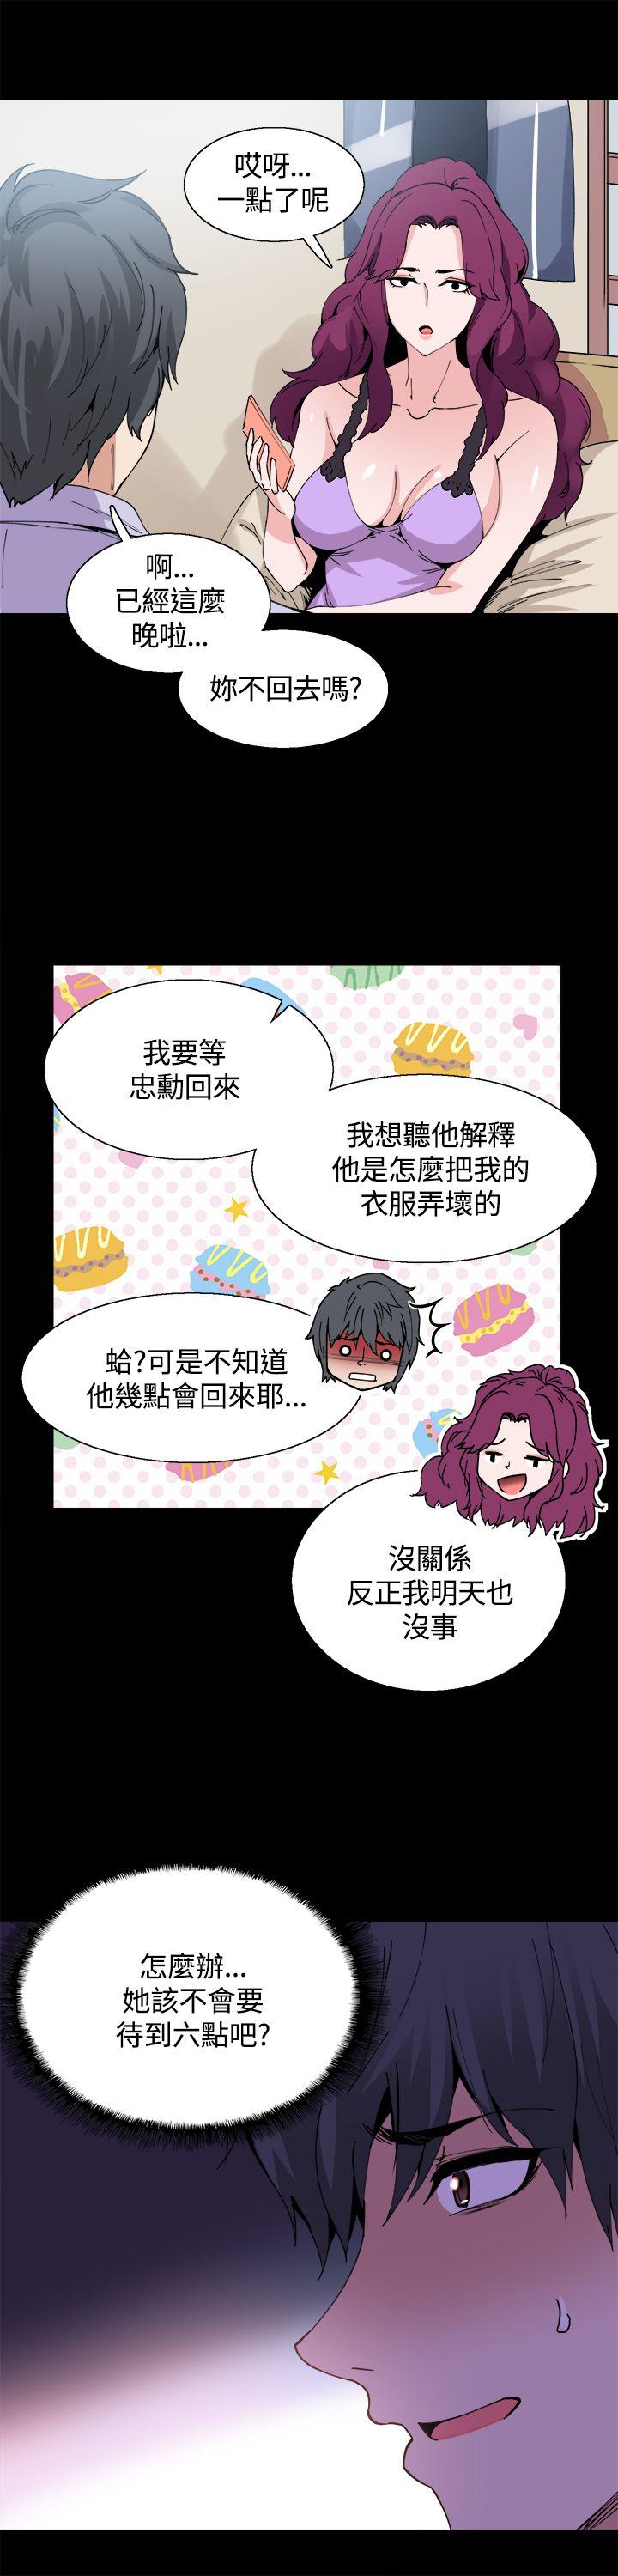 哎呀...
一點了呢
啊...
已經這麼
晚啦...
妳不回去嗎?
我要等
忠勳回來
我想聽他解釋
他是怎麼把我的
衣服弄壞的
蛤?可是不知道
他幾點會回來耶...
沒關係
反正我明天也
沒事
怎麼辦...
她該不會要
待到六點吧?